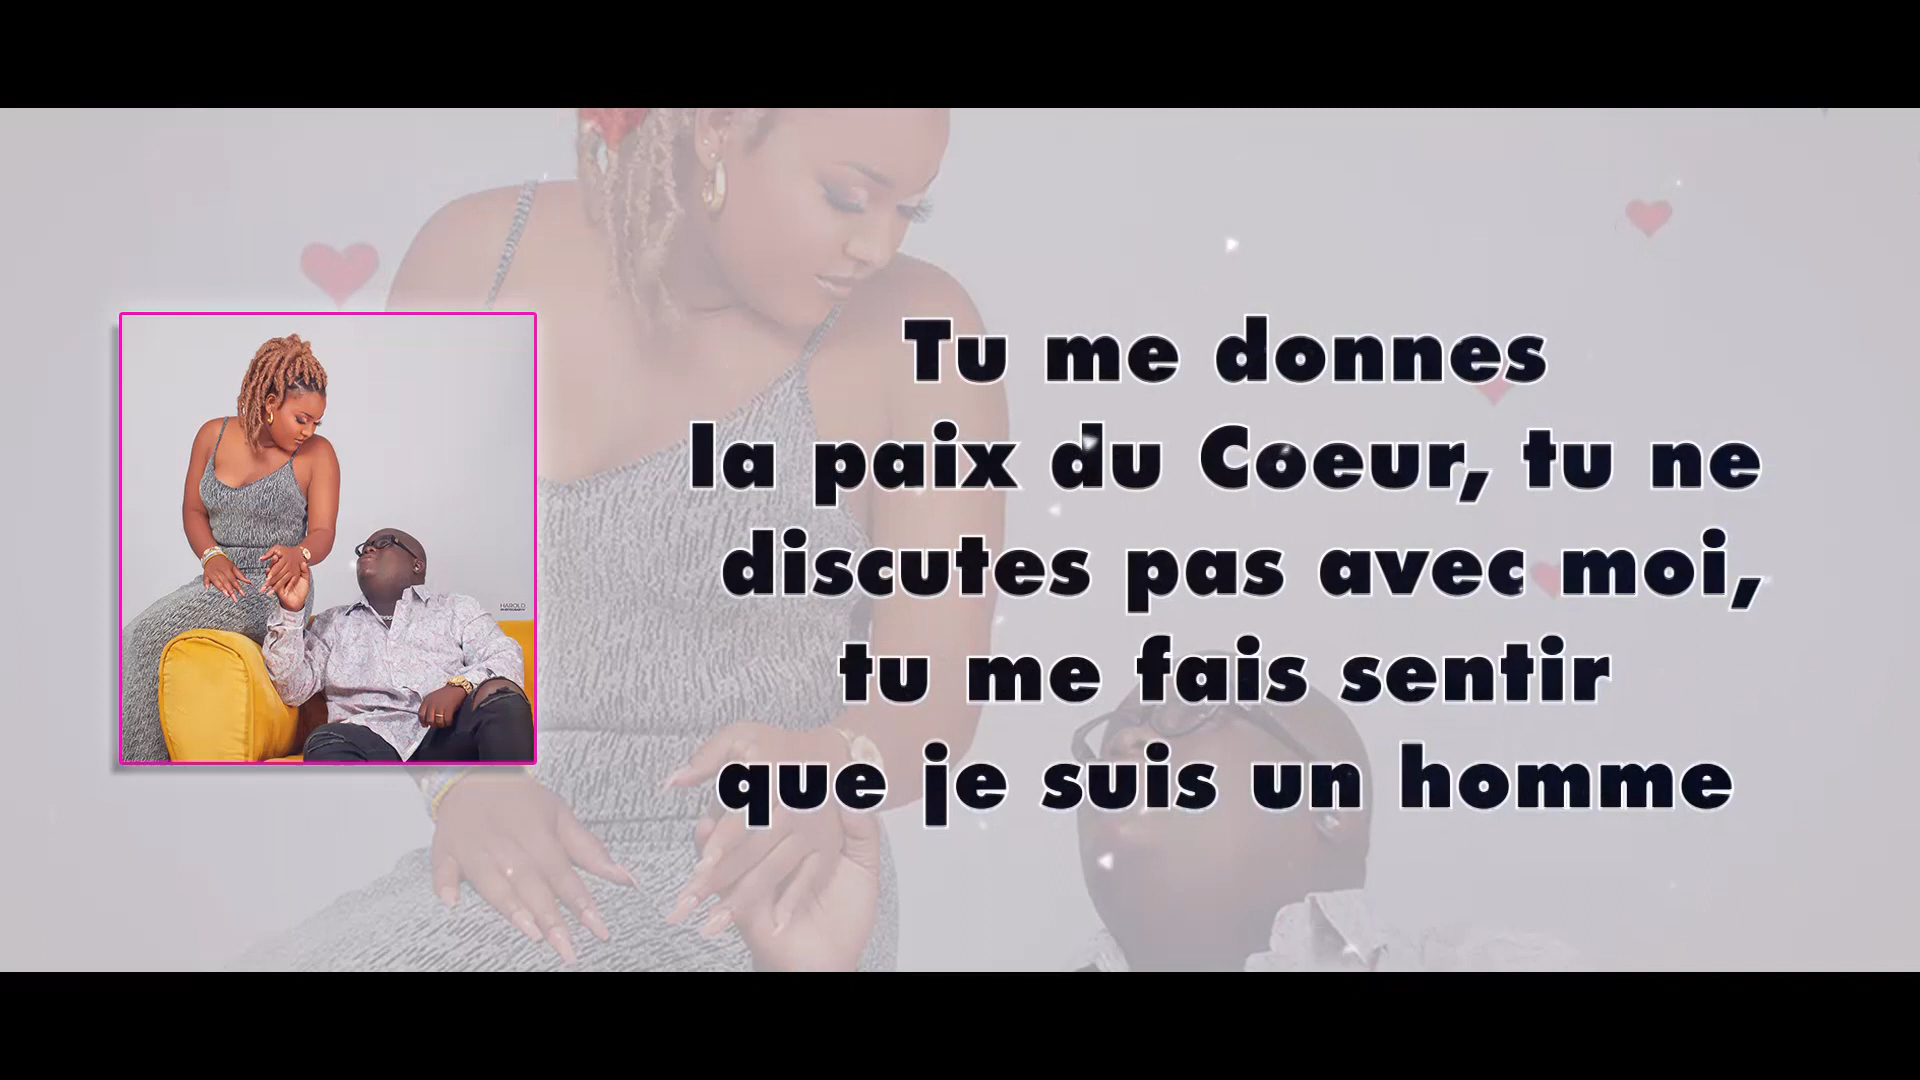 Tu me donnes
la paix du Coeur, tu ne
discutes pas avec moi,
tu me fais sentir
que je suis un homme
HAROLD